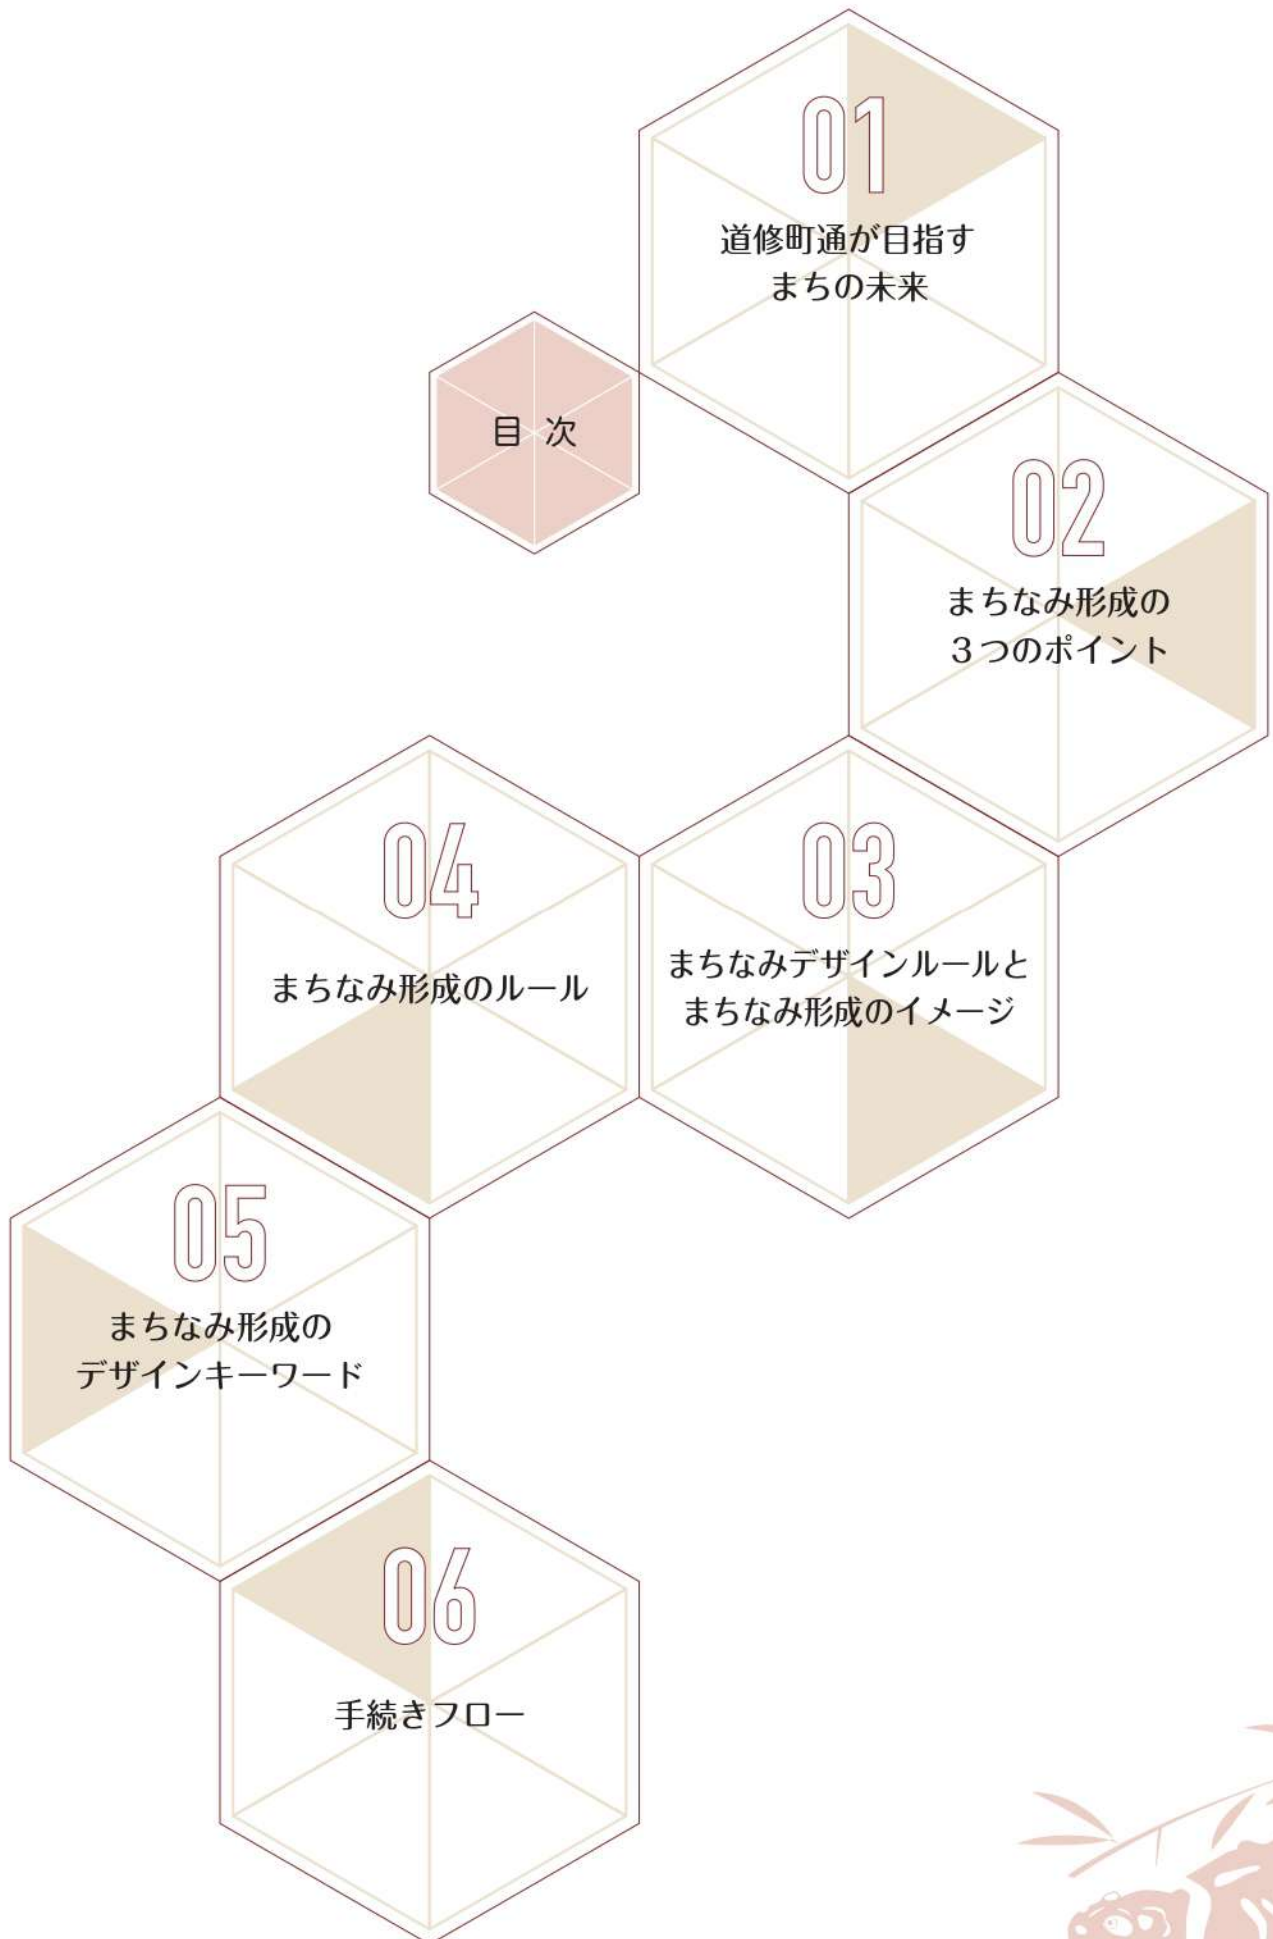 目 次
01
道修町通が目指す
まちの未来
02
まちなみ形成の
3つのポイント
03
まちなみデザインルールと
まちなみ形成のイメージ
04
まちなみ形成のルール
05
まちなみ形成の
デザインキーワード
06
手続きフロー